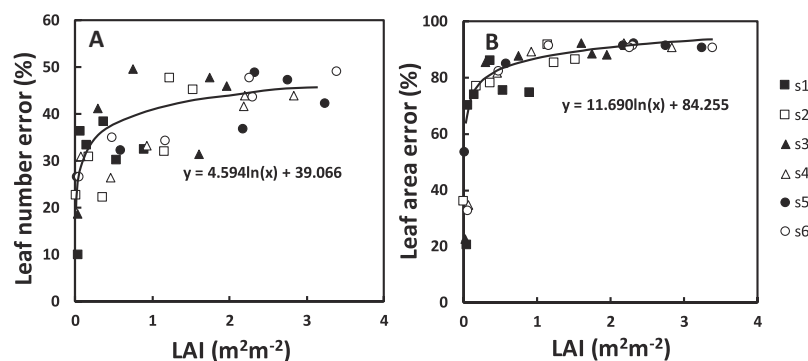 A
Leaf number error (%)
60
50
40
30
20
10
0
y = 4.594ln(x) + 39.066
0 1 2 3 4
LAI (m²m⁻²)
B
Leaf area error (%)
100
80
60
40
20
0
y = 11.690ln(x) + 84.255
0 1 2 3 4
LAI (m²m⁻²)
s1
s2
s3
s4
s5
s6